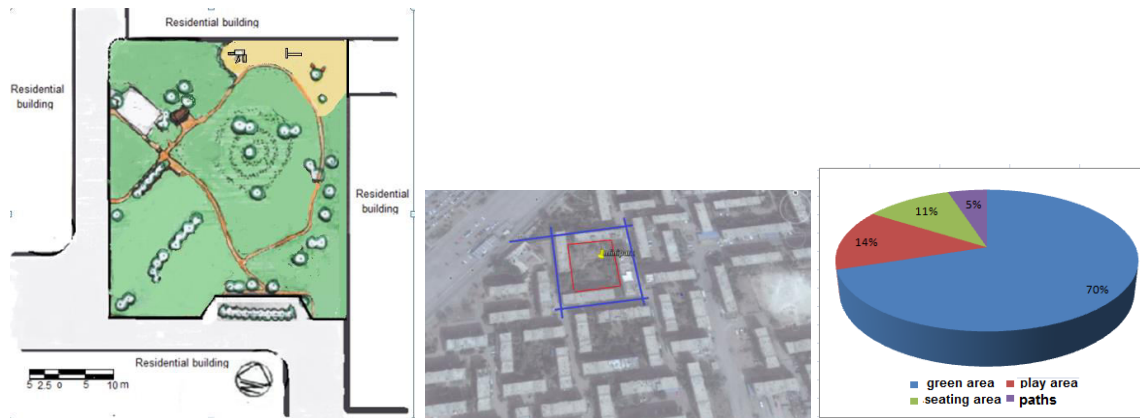 Residential building
Residential
building
Residential
building
Residential building
5 2.5 0 5 10 m
minipark
11%
5%
14%
70%
green area
play area
seating area
paths